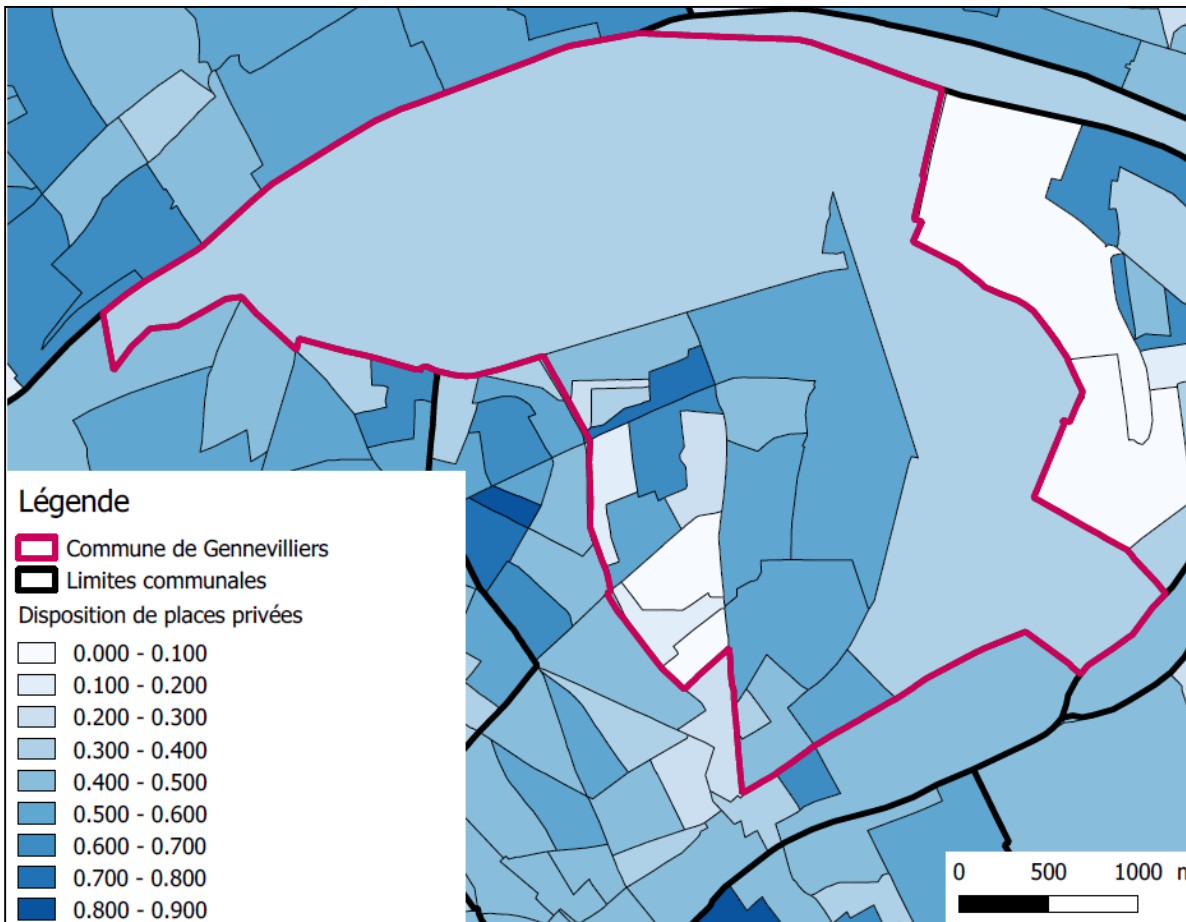 Légende
Commune de Gennevilliers
Limites communales
Disposition de places privées
0.000 - 0.100
0.100 - 0.200
0.200 - 0.300
0.300 - 0.400
0.400 - 0.500
0.500 - 0.600
0.600 - 0.700
0.700 - 0.800
0.800 - 0.900
0 500 1000 m